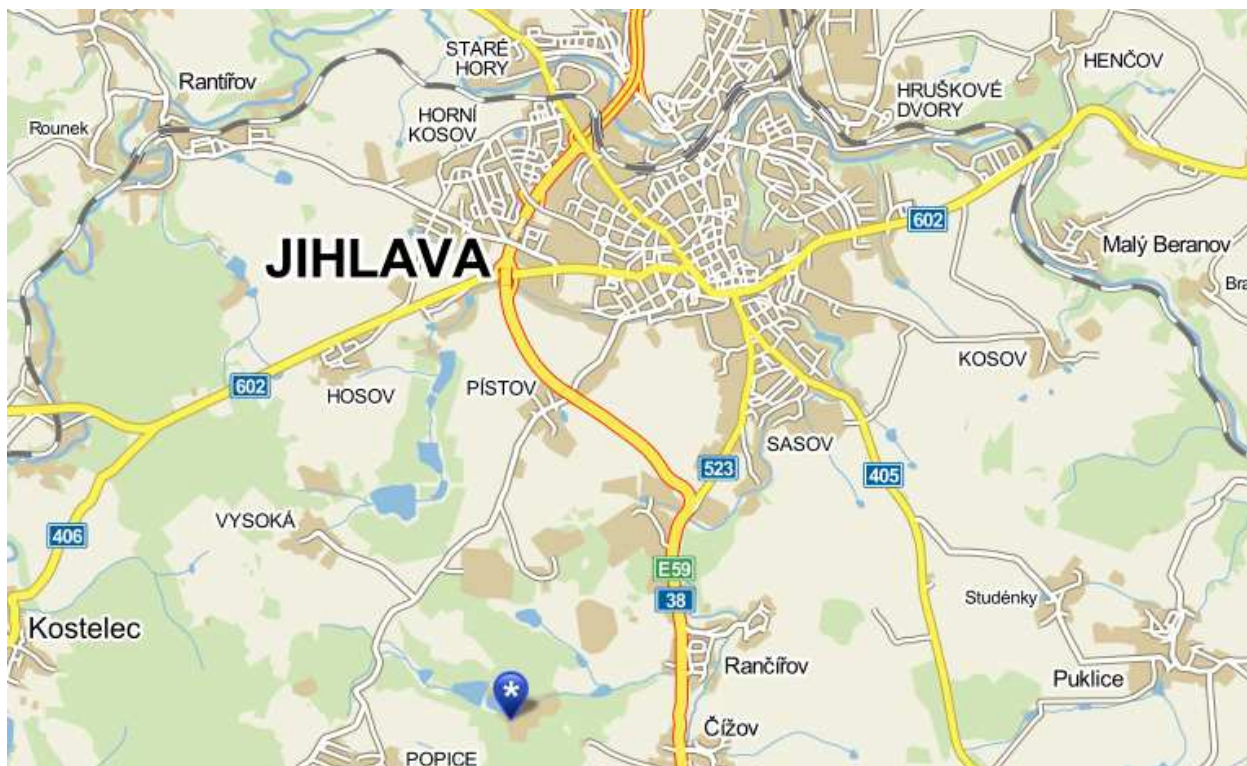 STARÉ
HORY
HENČOV
Rantířov
HRUŠKOVÉ
DVORY
HORNÍ
KOSOV
Rounek
602
Malý Beranov
JIHLAVA
Bra
KOSOV
602
HOSOV
PÍSTOV
SASOV
523
405
VYSOKÁ
406
E59
38
Studénky
Kostelec
Rančířov
Puklice
*
Čížov
POPICE